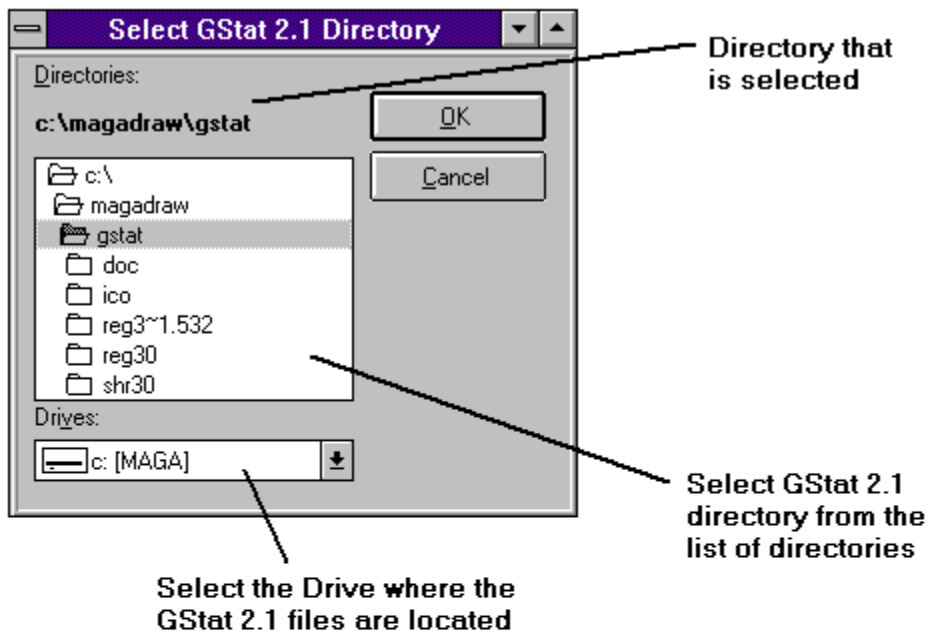 Select GStat 2.1 Directory
Directories:
c:\magadraw\gstat
OK
Cancel
c:\
magadraw
gstat
doc
ico
reg3~1.532
reg30
shr30
Drives:
c: [MAGA]
Directory that
is selected
Select GStat 2.1
directory from the
list of directories
Select the Drive where the
GStat 2.1 files are located